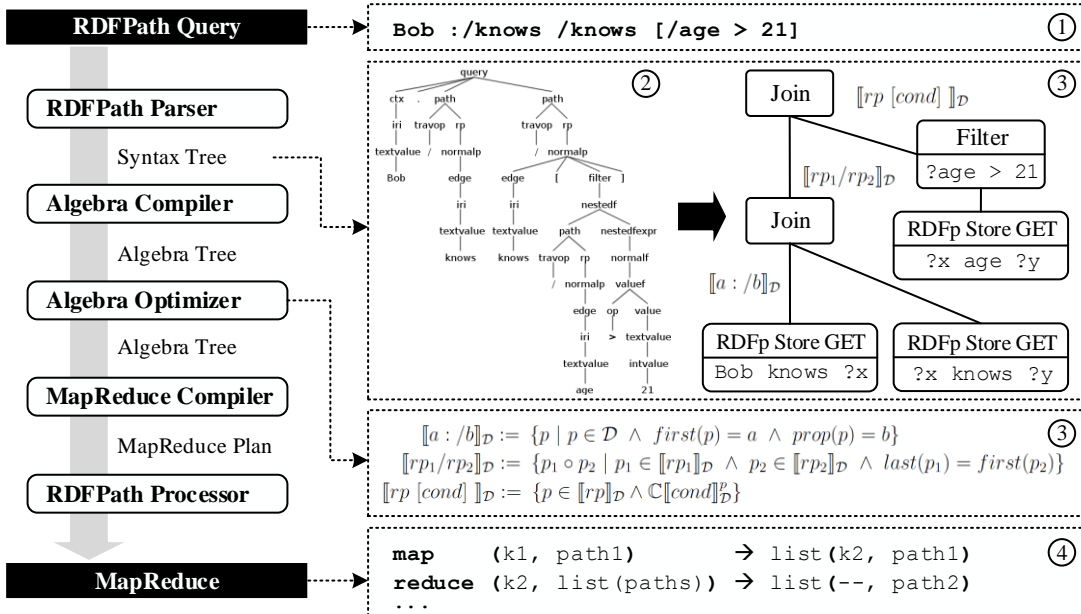 RDFPath Query
RDFPath Parser
Syntax Tree
Algebra Compiler
Algebra Tree
Algebra Optimizer
Algebra Tree
MapReduce Compiler
MapReduce Plan
RDFPath Processor
MapReduce
Bob :/knows /knows [/age > 21]
①
②
query
ctx . path path
iri travop rp travop rp
textvalue / normalp / normalp
Bob edge edge [ filter ]
iri iri nestedf
textvalue textvalue path nestedfexpr
knows knows travop rp normalf
/ normalp valuef
edge op value
iri > textvalue
textvalue intvalue
age 21
③
Join
⟦rp [cond] ⟧𝒟
Filter
?age > 21
⟦rp₁/rp₂⟧𝒟
Join
RDFp Store GET
?x age ?y
⟦a : /b⟧𝒟
RDFp Store GET RDFp Store GET
Bob knows ?x ?x knows ?y
③
⟦a : /b⟧𝒟 := {p | p ∈ 𝒟 ∧ first(p) = a ∧ prop(p) = b}
⟦rp₁/rp₂⟧𝒟 := {p₁ ∘ p₂ | p₁ ∈ ⟦rp₁⟧𝒟 ∧ p₂ ∈ ⟦rp₂⟧𝒟 ∧ last(p₁) = first(p₂)}
⟦rp [cond] ⟧𝒟 := {p ∈ ⟦rp⟧𝒟 ∧ ℂ⟦cond⟧ᵖ𝒟}
④
map (k1, path1) → list(k2, path1)
reduce (k2, list(paths)) → list(--, path2)
...